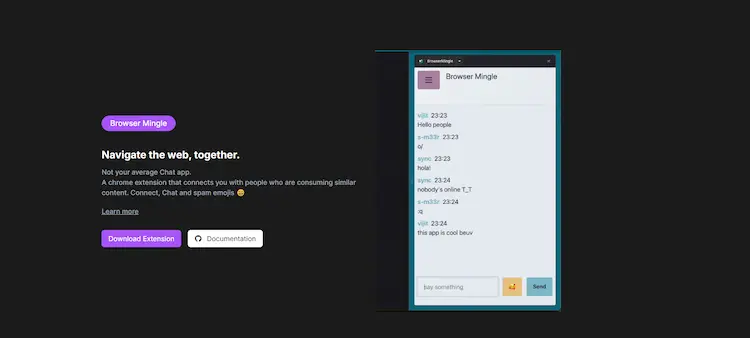 Browser Mingle
Navigate the web, together.
Not your average Chat app.
A chrome extension that connects you with people who are consuming similar
content. Connect, Chat and spam emojis 😄
Learn more
Download Extension
Documentation
BrowserMingle
Browser Mingle
vijit 23:23
Hello people
s-m33r 23:23
o/
sync 23:23
hola!
sync 23:24
nobody's online T_T
s-m33r 23:24
:q
vijit 23:24
this app is cool beuv
say something
Send